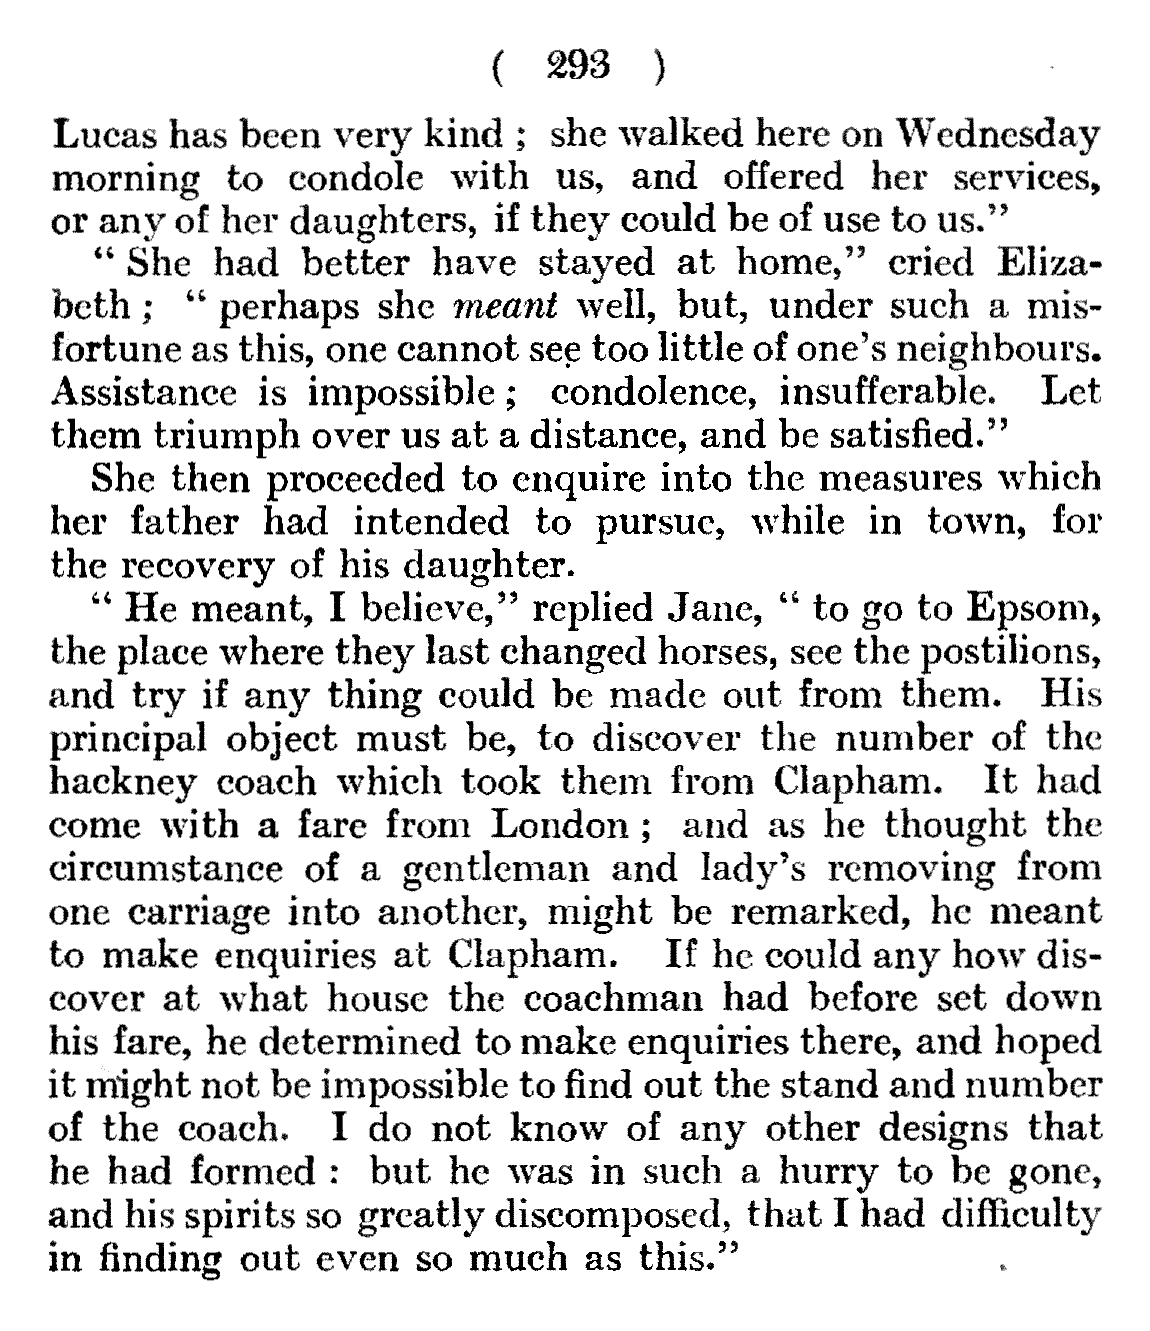 ( 293 )
Lucas has been very kind ; she walked here on Wednesday
morning to condole with us, and offered her services,
or any of her daughters, if they could be of use to us.”
“ She had better have stayed at home,” cried Eliza-
beth ; “ perhaps she meant well, but, under such a mis-
fortune as this, one cannot see too little of one’s neighbours.
Assistance is impossible ; condolence, insufferable. Let
them triumph over us at a distance, and be satisfied.”
She then proceeded to enquire into the measures which
her father had intended to pursue, while in town, for
the recovery of his daughter.
“ He meant, I believe,” replied Jane, “ to go to Epsom,
the place where they last changed horses, see the postilions,
and try if any thing could be made out from them. His
principal object must be, to discover the number of the
hackney coach which took them from Clapham. It had
come with a fare from London ; and as he thought the
circumstance of a gentleman and lady’s removing from
one carriage into another, might be remarked, he meant
to make enquiries at Clapham. If he could any how dis-
cover at what house the coachman had before set down
his fare, he determined to make enquiries there, and hoped
it might not be impossible to find out the stand and number
of the coach. I do not know of any other designs that
he had formed : but he was in such a hurry to be gone,
and his spirits so greatly discomposed, that I had difficulty
in finding out even so much as this.”